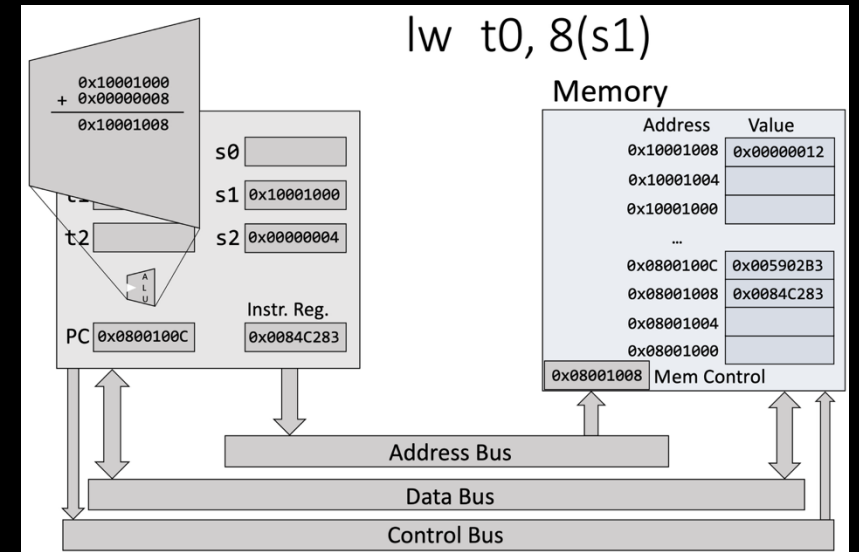 lw t0, 8(s1)
0x10001000
+ 0x00000008
0x10001008
s0
s1 0x10001000
t2
s2 0x00000004
A
L
U
Instr. Reg.
PC 0x0800100C
0x0084C283
Memory
Address Value
0x10001008 0x00000012
0x10001004
0x10001000
…
0x0800100C 0x005902B3
0x08001008 0x0084C283
0x08001004
0x08001000
0x08001008 Mem Control
Address Bus
Data Bus
Control Bus